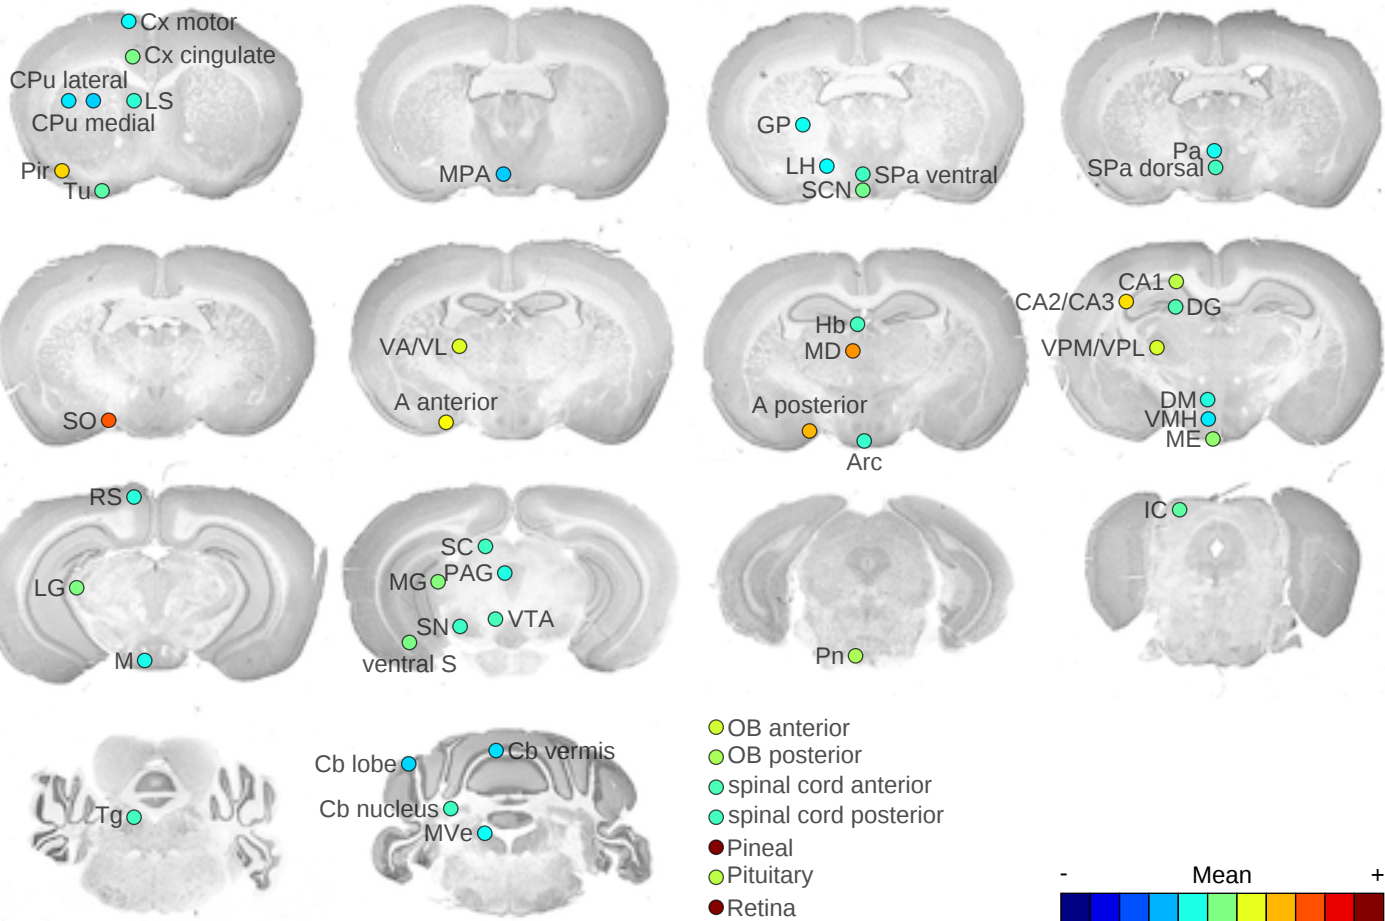 Cx motor
Cx cingulate
CPu lateral
LS
CPu medial
Pir
Tu
MPA
GP
LH
SPa ventral
SCN
Pa
SPa dorsal
SO
VA/VL
A anterior
Hb
MD
A posterior
Arc
CA1
CA2/CA3
DG
VPM/VPL
DM
VMH
ME
RS
LG
M
SC
MG
PAG
SN
VTA
ventral S
Pn
IC
Tg
Cb lobe
Cb vermis
Cb nucleus
MVe
OB anterior
OB posterior
spinal cord anterior
spinal cord posterior
Pineal
Pituitary
Retina
- Mean +